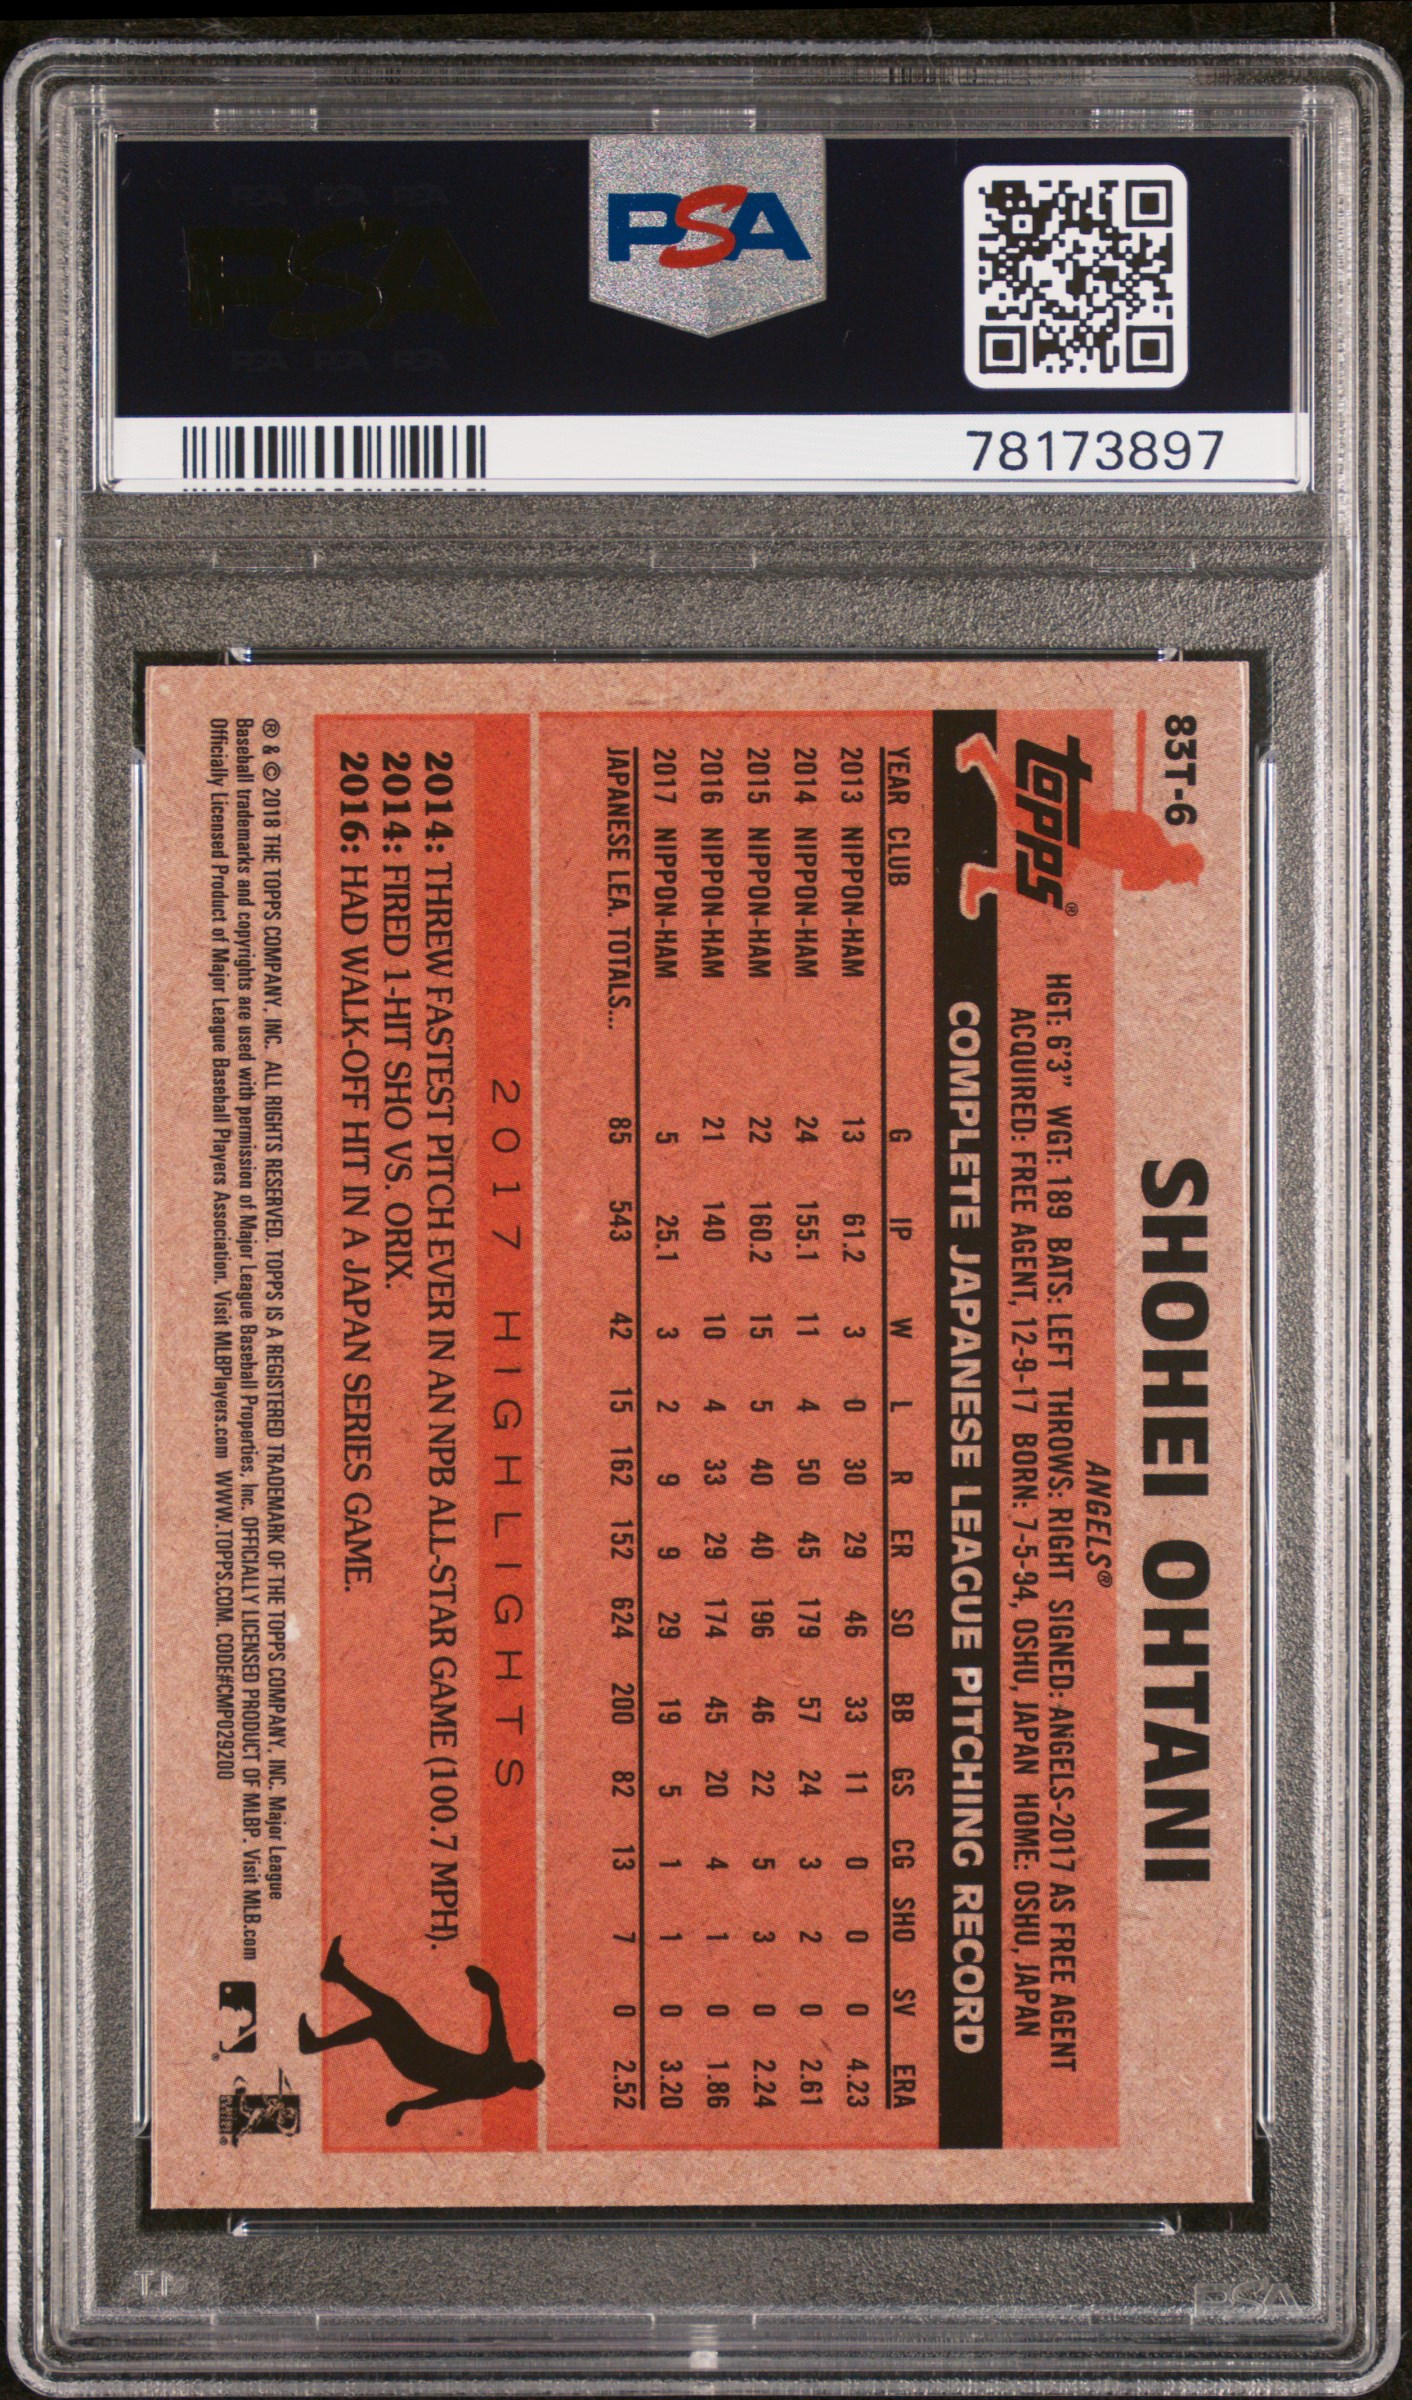 PSA
78173897
83T-6
SHOHEI OHTANI
ANGELS®
topps®
HGT: 6'3" WGT: 189 BATS: LEFT THROWS: RIGHT SIGNED: ANGELS-2017 AS FREE AGENT
ACQUIRED: FREE AGENT, 12-9-17 BORN: 7-5-94, OSHU, JAPAN HOME: OSHU, JAPAN
COMPLETE JAPANESE LEAGUE PITCHING RECORD
YEAR CLUB G IP W L R ER SO BB GS CG SHO SV ERA
2013 NIPPON-HAM 13 61.2 3 0 30 29 46 33 11 0 0 0 4.23
2014 NIPPON-HAM 24 155.1 11 4 50 45 179 57 24 3 2 0 2.61
2015 NIPPON-HAM 22 160.2 15 5 40 40 196 46 22 5 3 0 2.24
2016 NIPPON-HAM 21 140 10 4 33 29 174 45 20 4 1 0 1.86
2017 NIPPON-HAM 5 25.1 3 2 9 9 29 19 5 1 1 0 3.20
JAPANESE LEA. TOTALS... 85 543 42 15 162 152 624 200 82 13 7 0 2.52
2017 HIGHLIGHTS
2014: THREW FASTEST PITCH EVER IN AN NPB ALL-STAR GAME (100.7 MPH).
2014: FIRED 1-HIT SHO VS. ORIX.
2016: HAD WALK-OFF HIT IN A JAPAN SERIES GAME.
® & © 2018 THE TOPPS COMPANY, INC. ALL RIGHTS RESERVED. TOPPS IS A REGISTERED TRADEMARK OF THE TOPPS COMPANY, INC. Major League
Baseball trademarks and copyrights are used with permission of Major League Baseball Properties, Inc. OFFICIALLY LICENSED PRODUCT OF MLBP. Visit MLB.com
Officially Licensed Product of Major League Baseball Players Association. Visit MLBPlayers.com WWW.TOPPS.COM. CODE#CMP029200
PSA